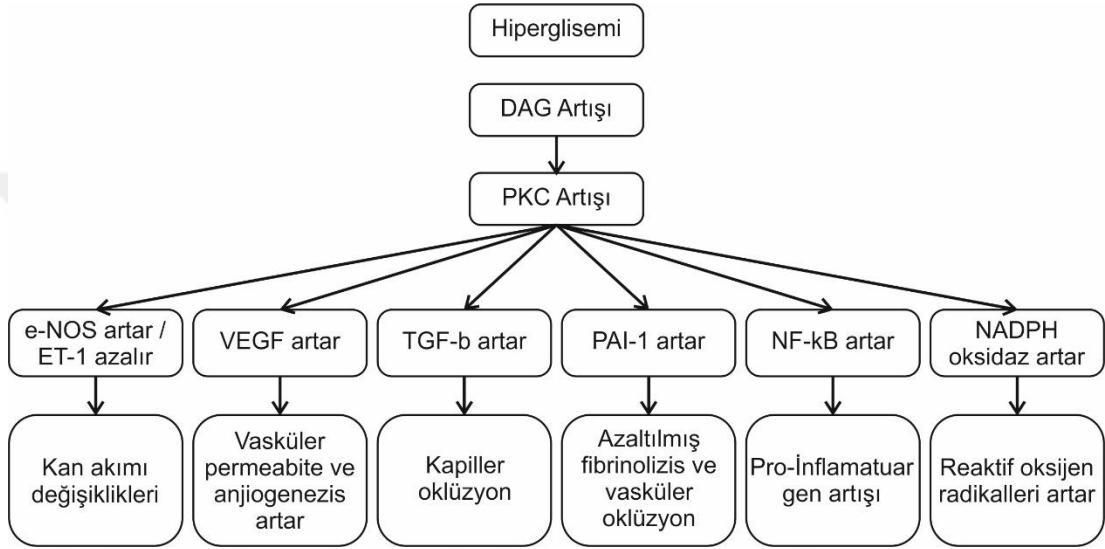 Hiperglisemi
DAG Artışı
PKC Artışı
e-NOS artar /
ET-1 azalır
VEGF artar
TGF-b artar
PAI-1 artar
NF-kB artar
NADPH
oksidaz artar
Kan akımı
değişiklikleri
Vasküler
permeabite ve
anjiogenezis
artar
Kapiller
oklüzyon
Azaltılmış
fibrinolizis ve
vasküler
oklüzyon
Pro-İnflamatuar
gen artışı
Reaktif oksijen
radikalleri artar